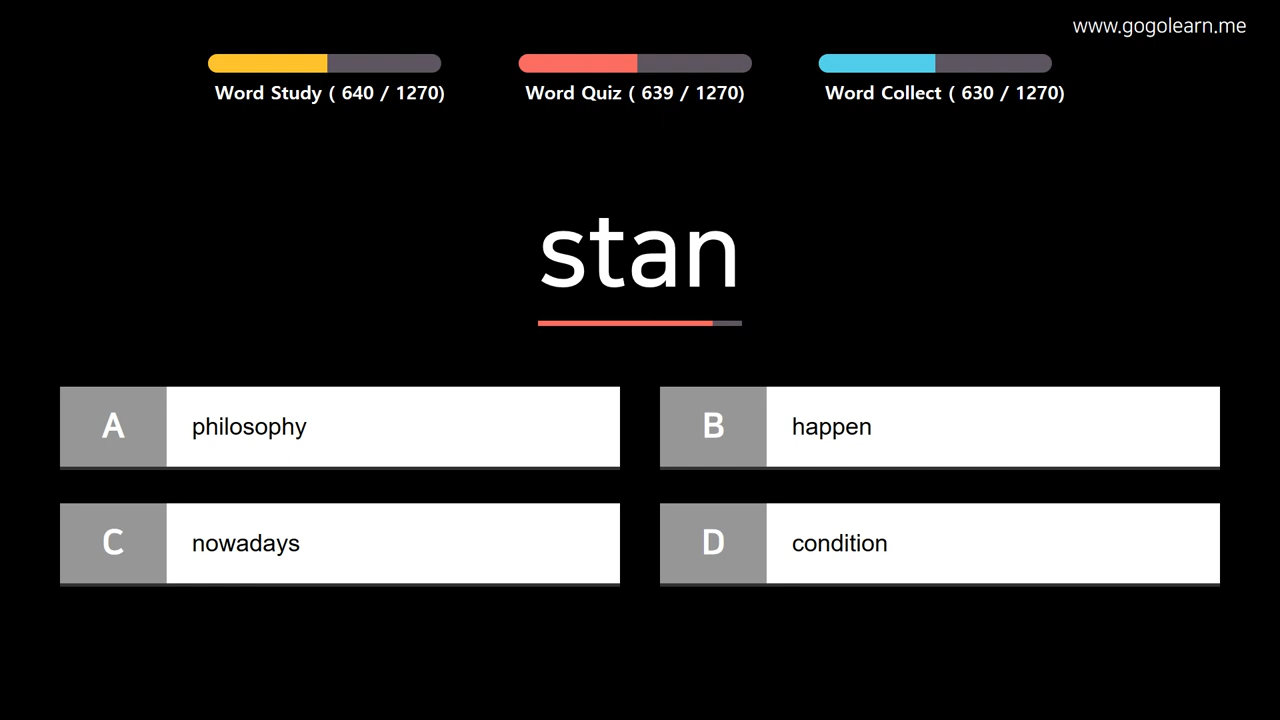 www.gogolearn.me
Word Study ( 640 / 1270)
Word Quiz ( 639 / 1270)
Word Collect ( 630 / 1270)
stan
A philosophy
B happen
C nowadays
D condition